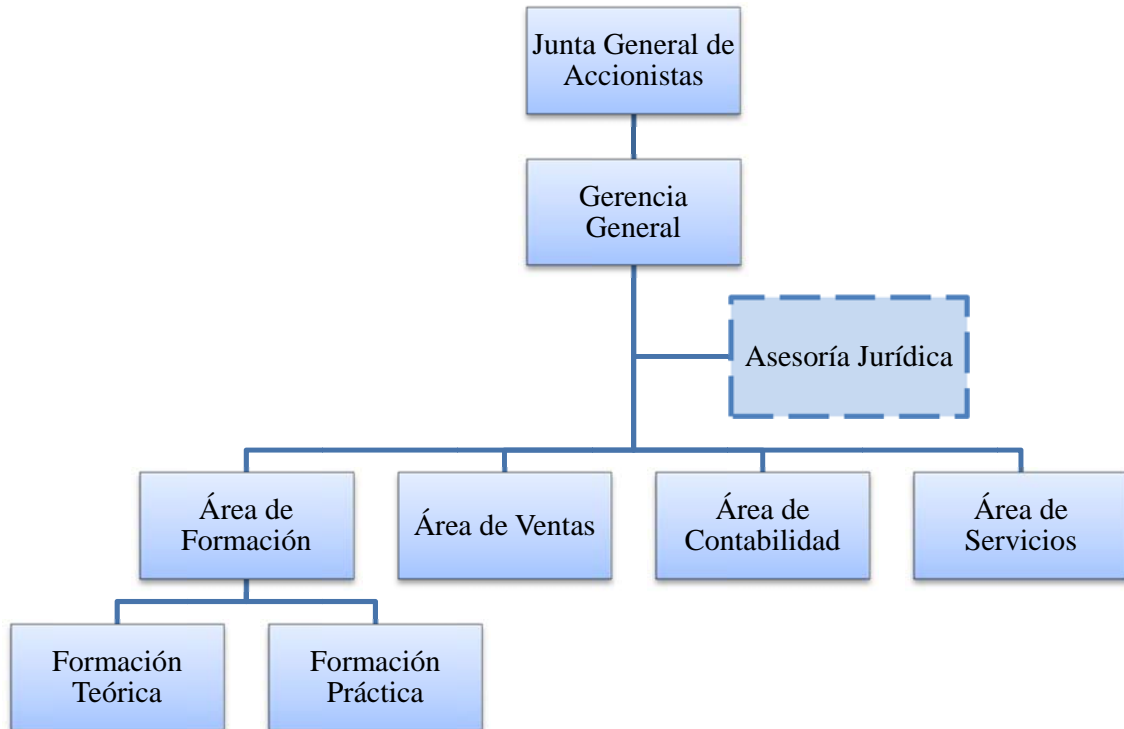 Junta General de
Accionistas
Gerencia
General
Asesoría Jurídica
Área de
Formación
Área de Ventas
Área de
Contabilidad
Área de
Servicios
Formación
Teórica
Formación
Práctica